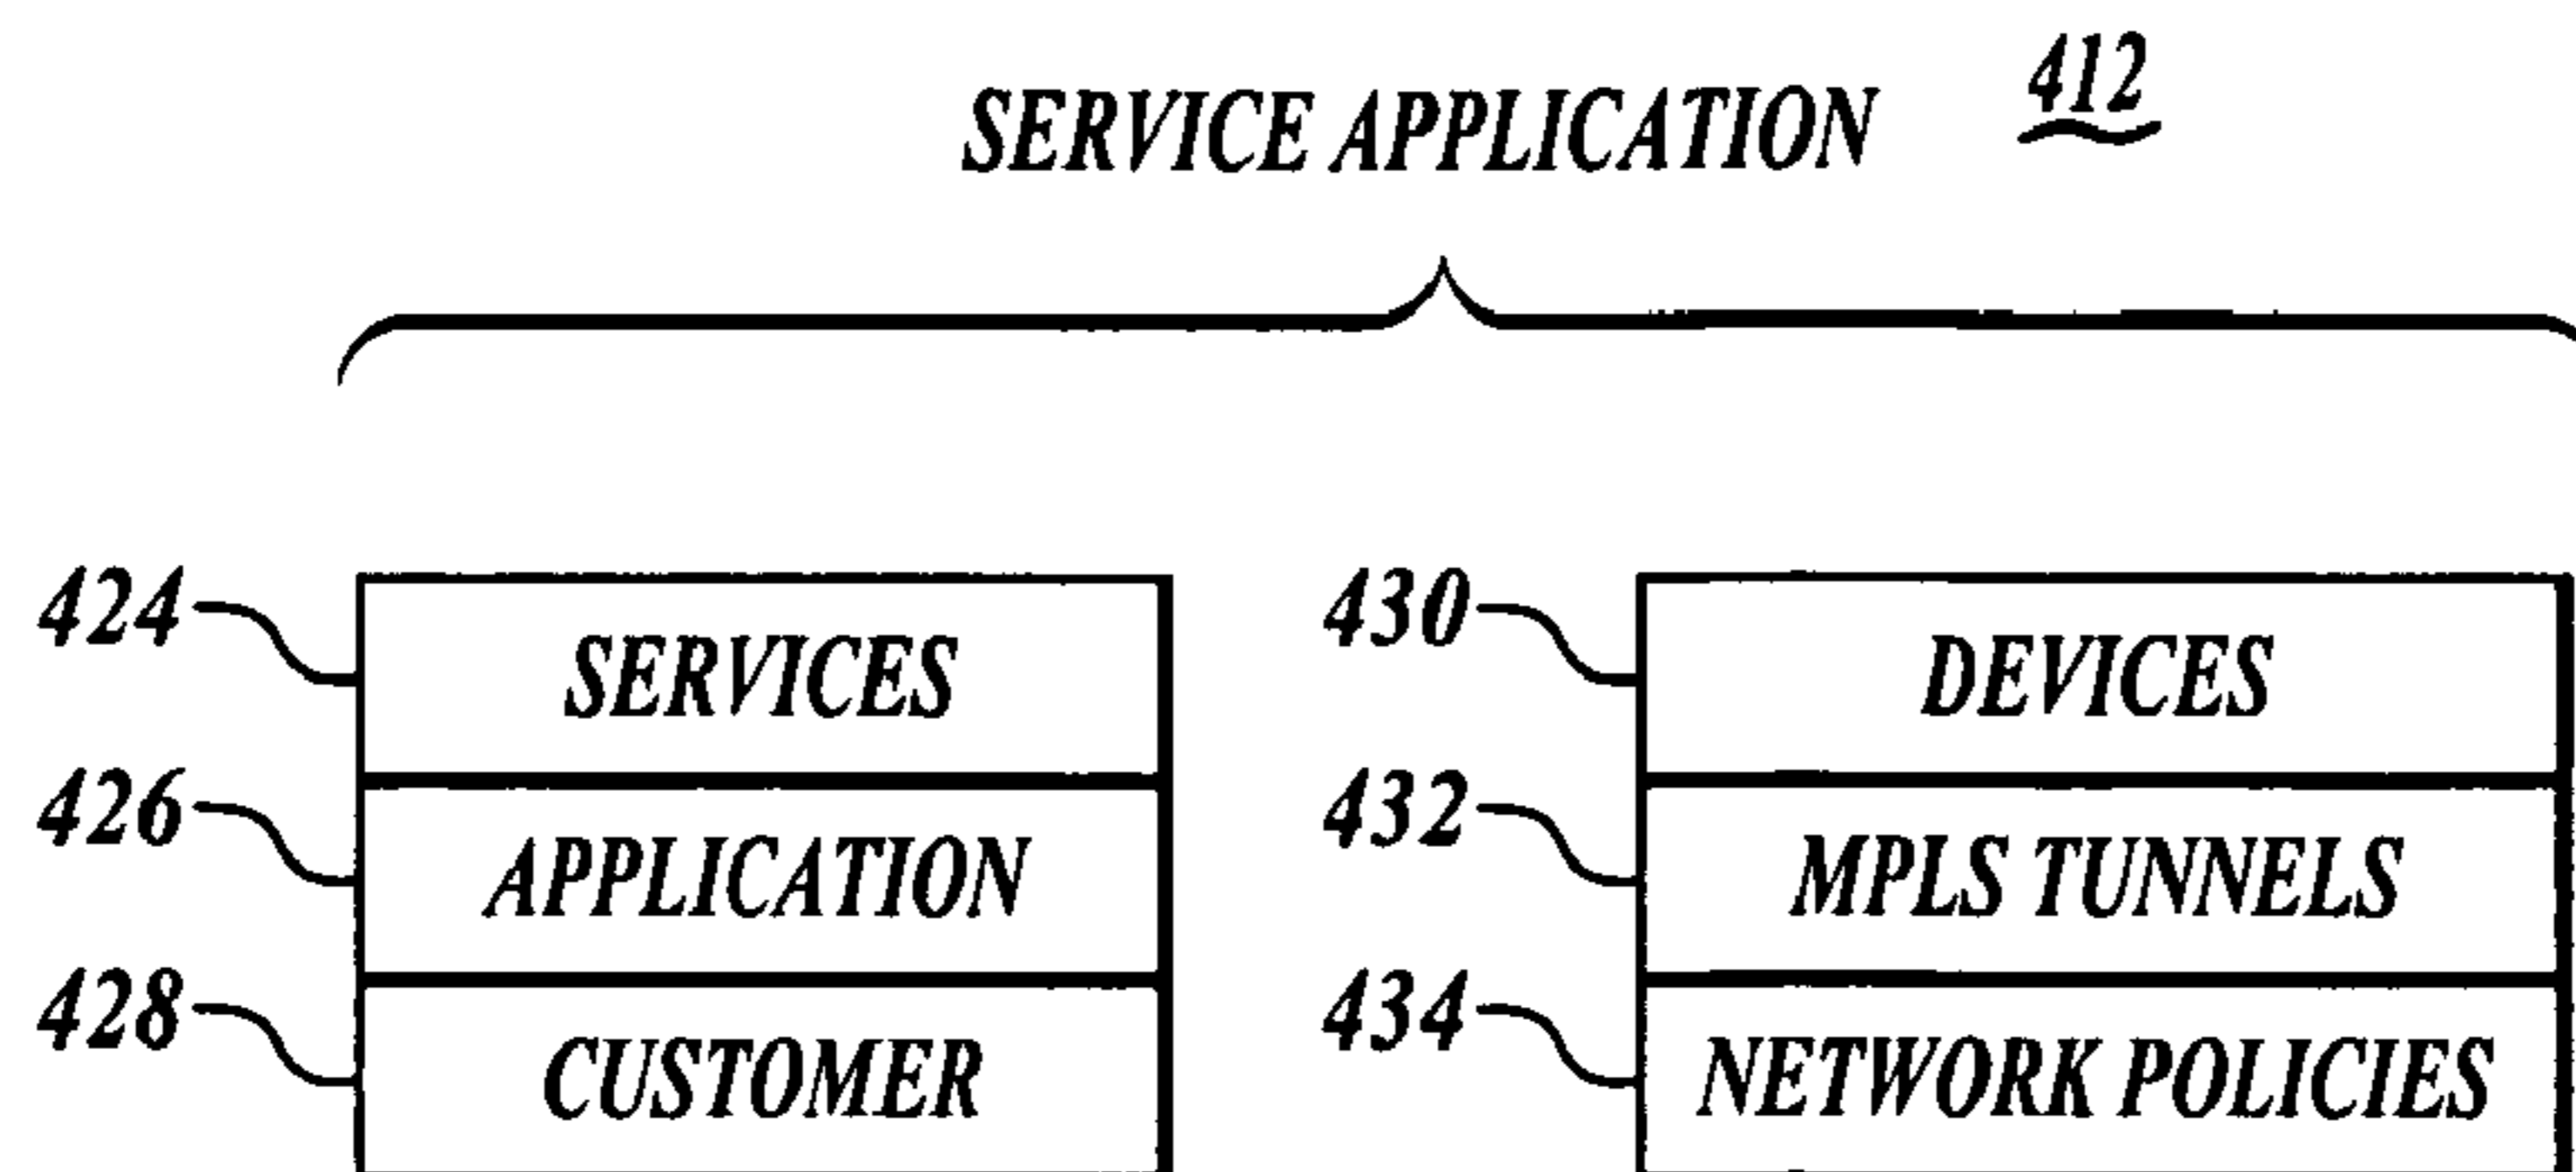 412
SERVICE APPLICATION
424
SERVICES
426
APPLICATION
428
CUSTOMER
430
DEVICES
432
MPLS TUNNELS
434
NETWORK POLICIES